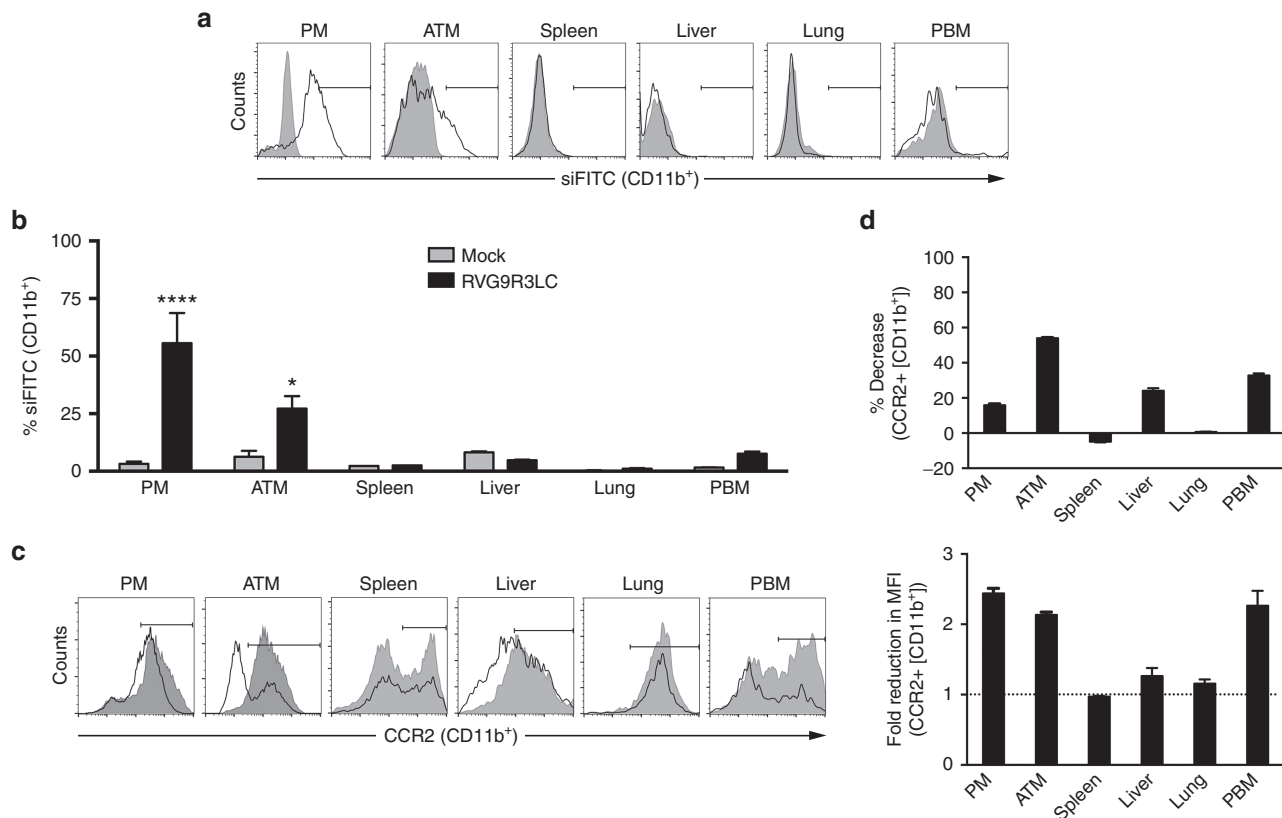 a
PM ATM Spleen Liver Lung PBM
Counts
siFITC (CD11b+)
b
% siFITC (CD11b+)
100
75
50
25
0
Mock
RVG9R3LC
****
*
PM ATM Spleen Liver Lung PBM
c
PM ATM Spleen Liver Lung PBM
Counts
CCR2 (CD11b+)
d
% Decrease
(CCR2+ [CD11b+])
100
80
60
40
20
0
−20
PM ATM Spleen Liver Lung PBM
Fold reduction in MFI
(CCR2+ [CD11b+])
3
2
1
0
PM ATM Spleen Liver Lung PBM